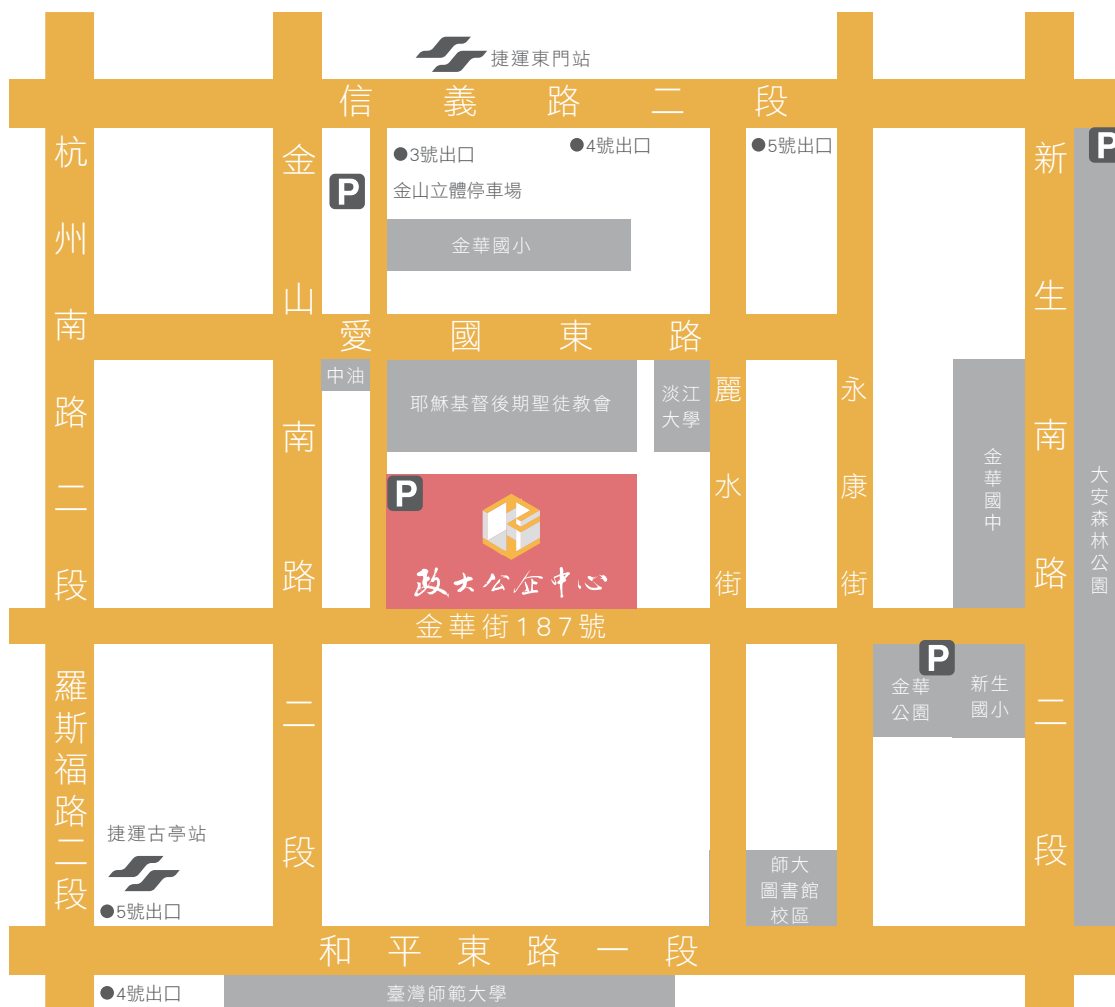 捷運東門站
信義路二段
杭州南路二段
金山南路二段
新生南路二段
●3號出口
●4號出口
●5號出口
P
P
金山立體停車場
金華國小
愛國東路
中油
耶穌基督後期聖徒教會
淡江
大學
麗水街
永康街
金華國中
大安森林公園
P
政大公企中心
金華街187號
P
金華
公園
新生
國小
羅斯福路二段
捷運古亭站
●5號出口
師大
圖書館
校區
和平東路一段
●4號出口
臺灣師範大學